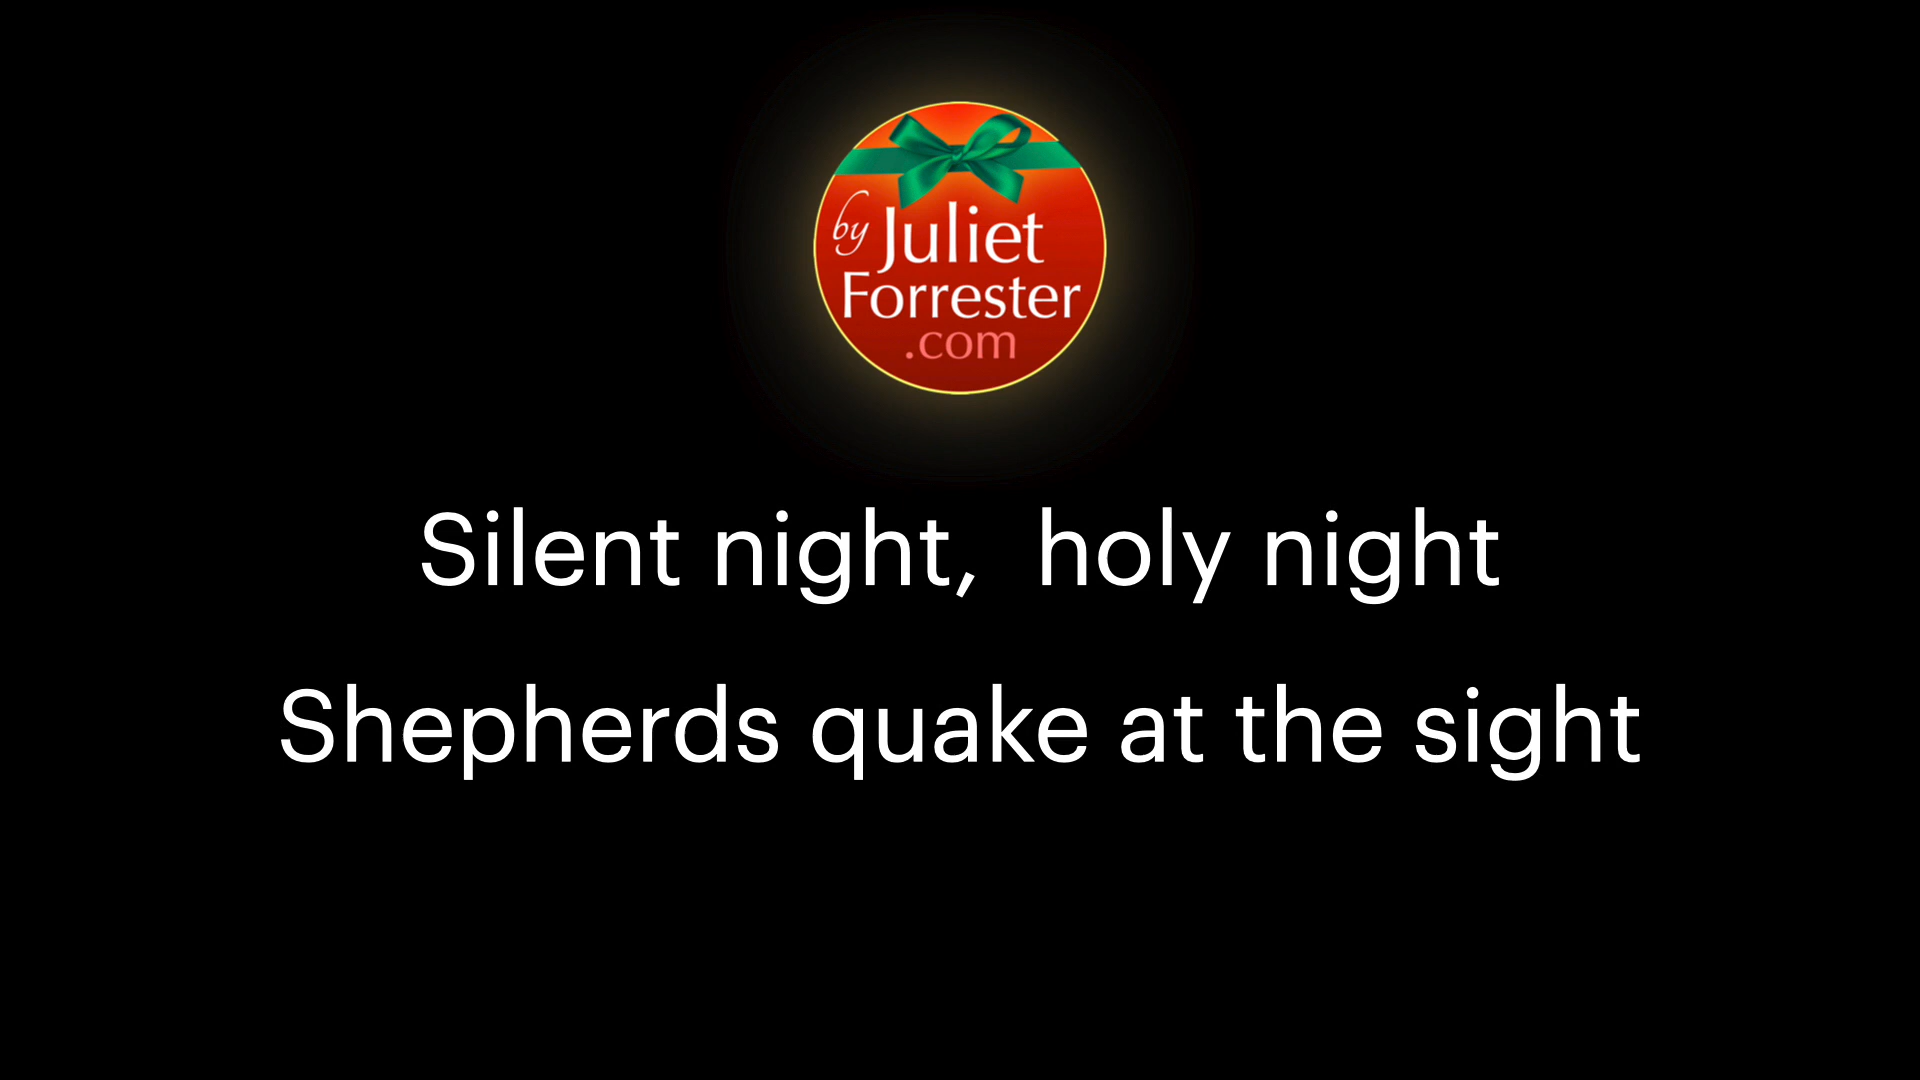 by Juliet
Forrester
.com
Silent night,  holy night
Shepherds quake at the sight